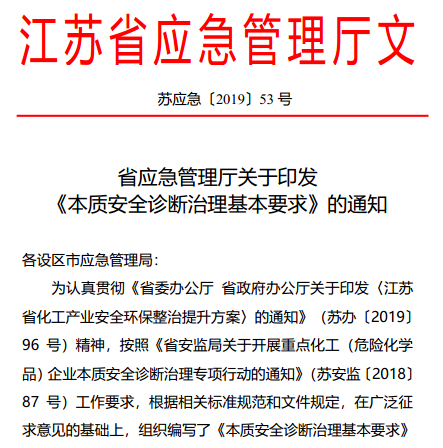 江苏省应急管理厅文
苏应急〔2019〕53 号
省应急管理厅关于印发
《本质安全诊断治理基本要求》的通知
各设区市应急管理局：
为认真贯彻《省委办公厅 省政府办公厅关于印发〈江苏
省化工产业安全环保整治提升方案〉的通知》（苏办〔2019〕
96 号）精神，按照《省安监局关于开展重点化工（危险化学
品）企业本质安全诊断治理专项行动的通知》（苏安监〔2018〕
87 号）工作要求，根据相关标准规范和文件规定，在广泛征
求意见的基础上，组织编写了《本质安全诊断治理基本要求》